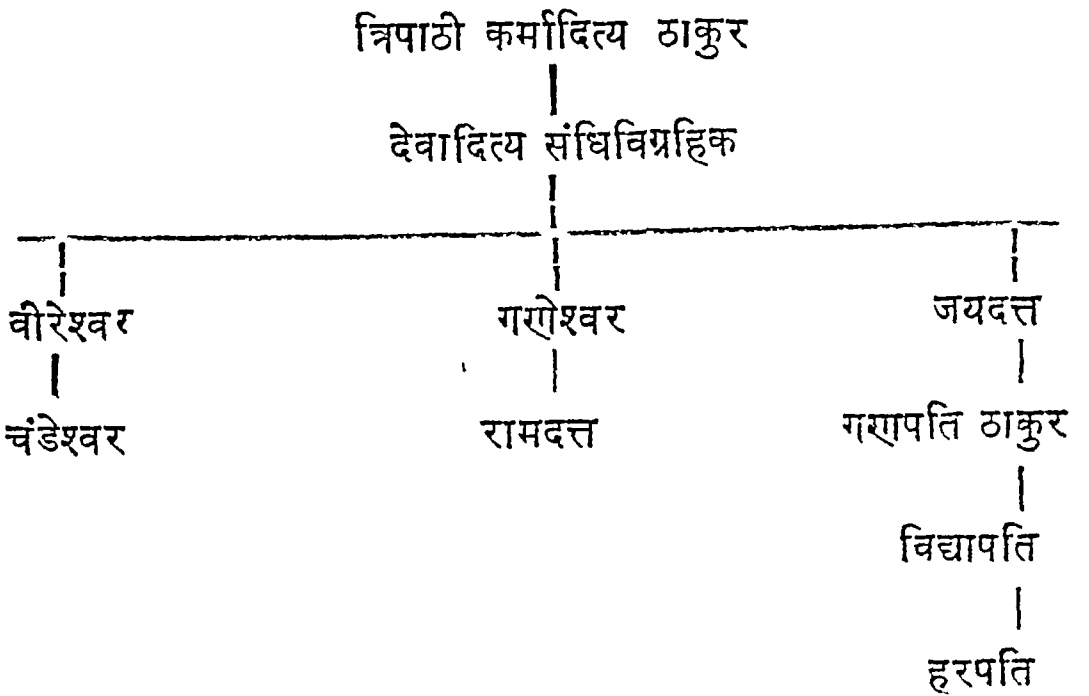 त्रिपाठी कर्मादित्य ठाकुर
देवादित्य संधिविग्रहिक
वीरेश्वर गणेश्वर जयदत्त
चंडेश्वर रामदत्त गणपति ठाकुर
विद्यापति
हरपति